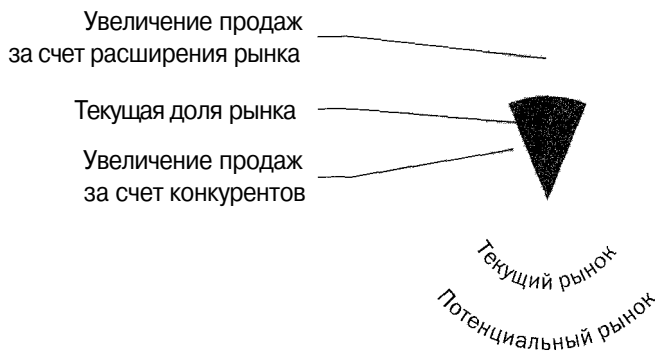 Увеличение продаж
за счет расширения рынка
Текущая доля рынка
Увеличение продаж
за счет конкурентов
Текущий рынок
Потенциальный рынок